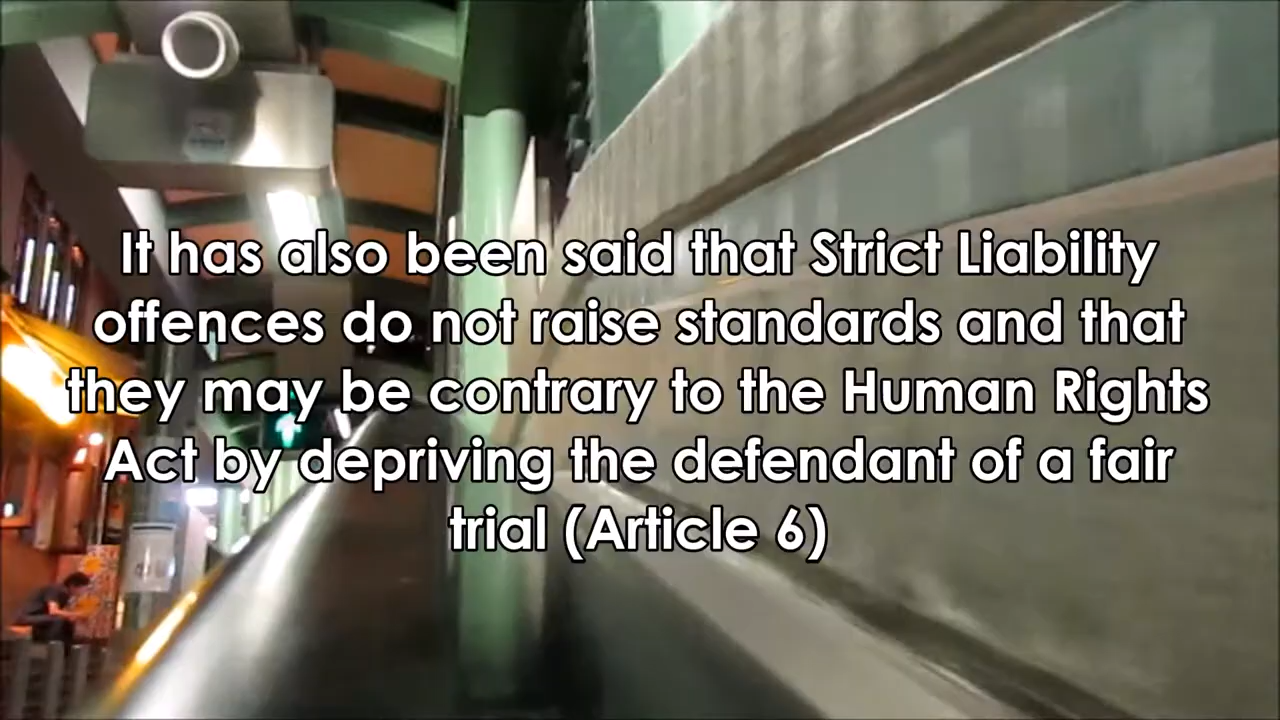 It has also been said that Strict Liability
offences do not raise standards and that
they may be contrary to the Human Rights
Act by depriving the defendant of a fair
trial (Article 6)